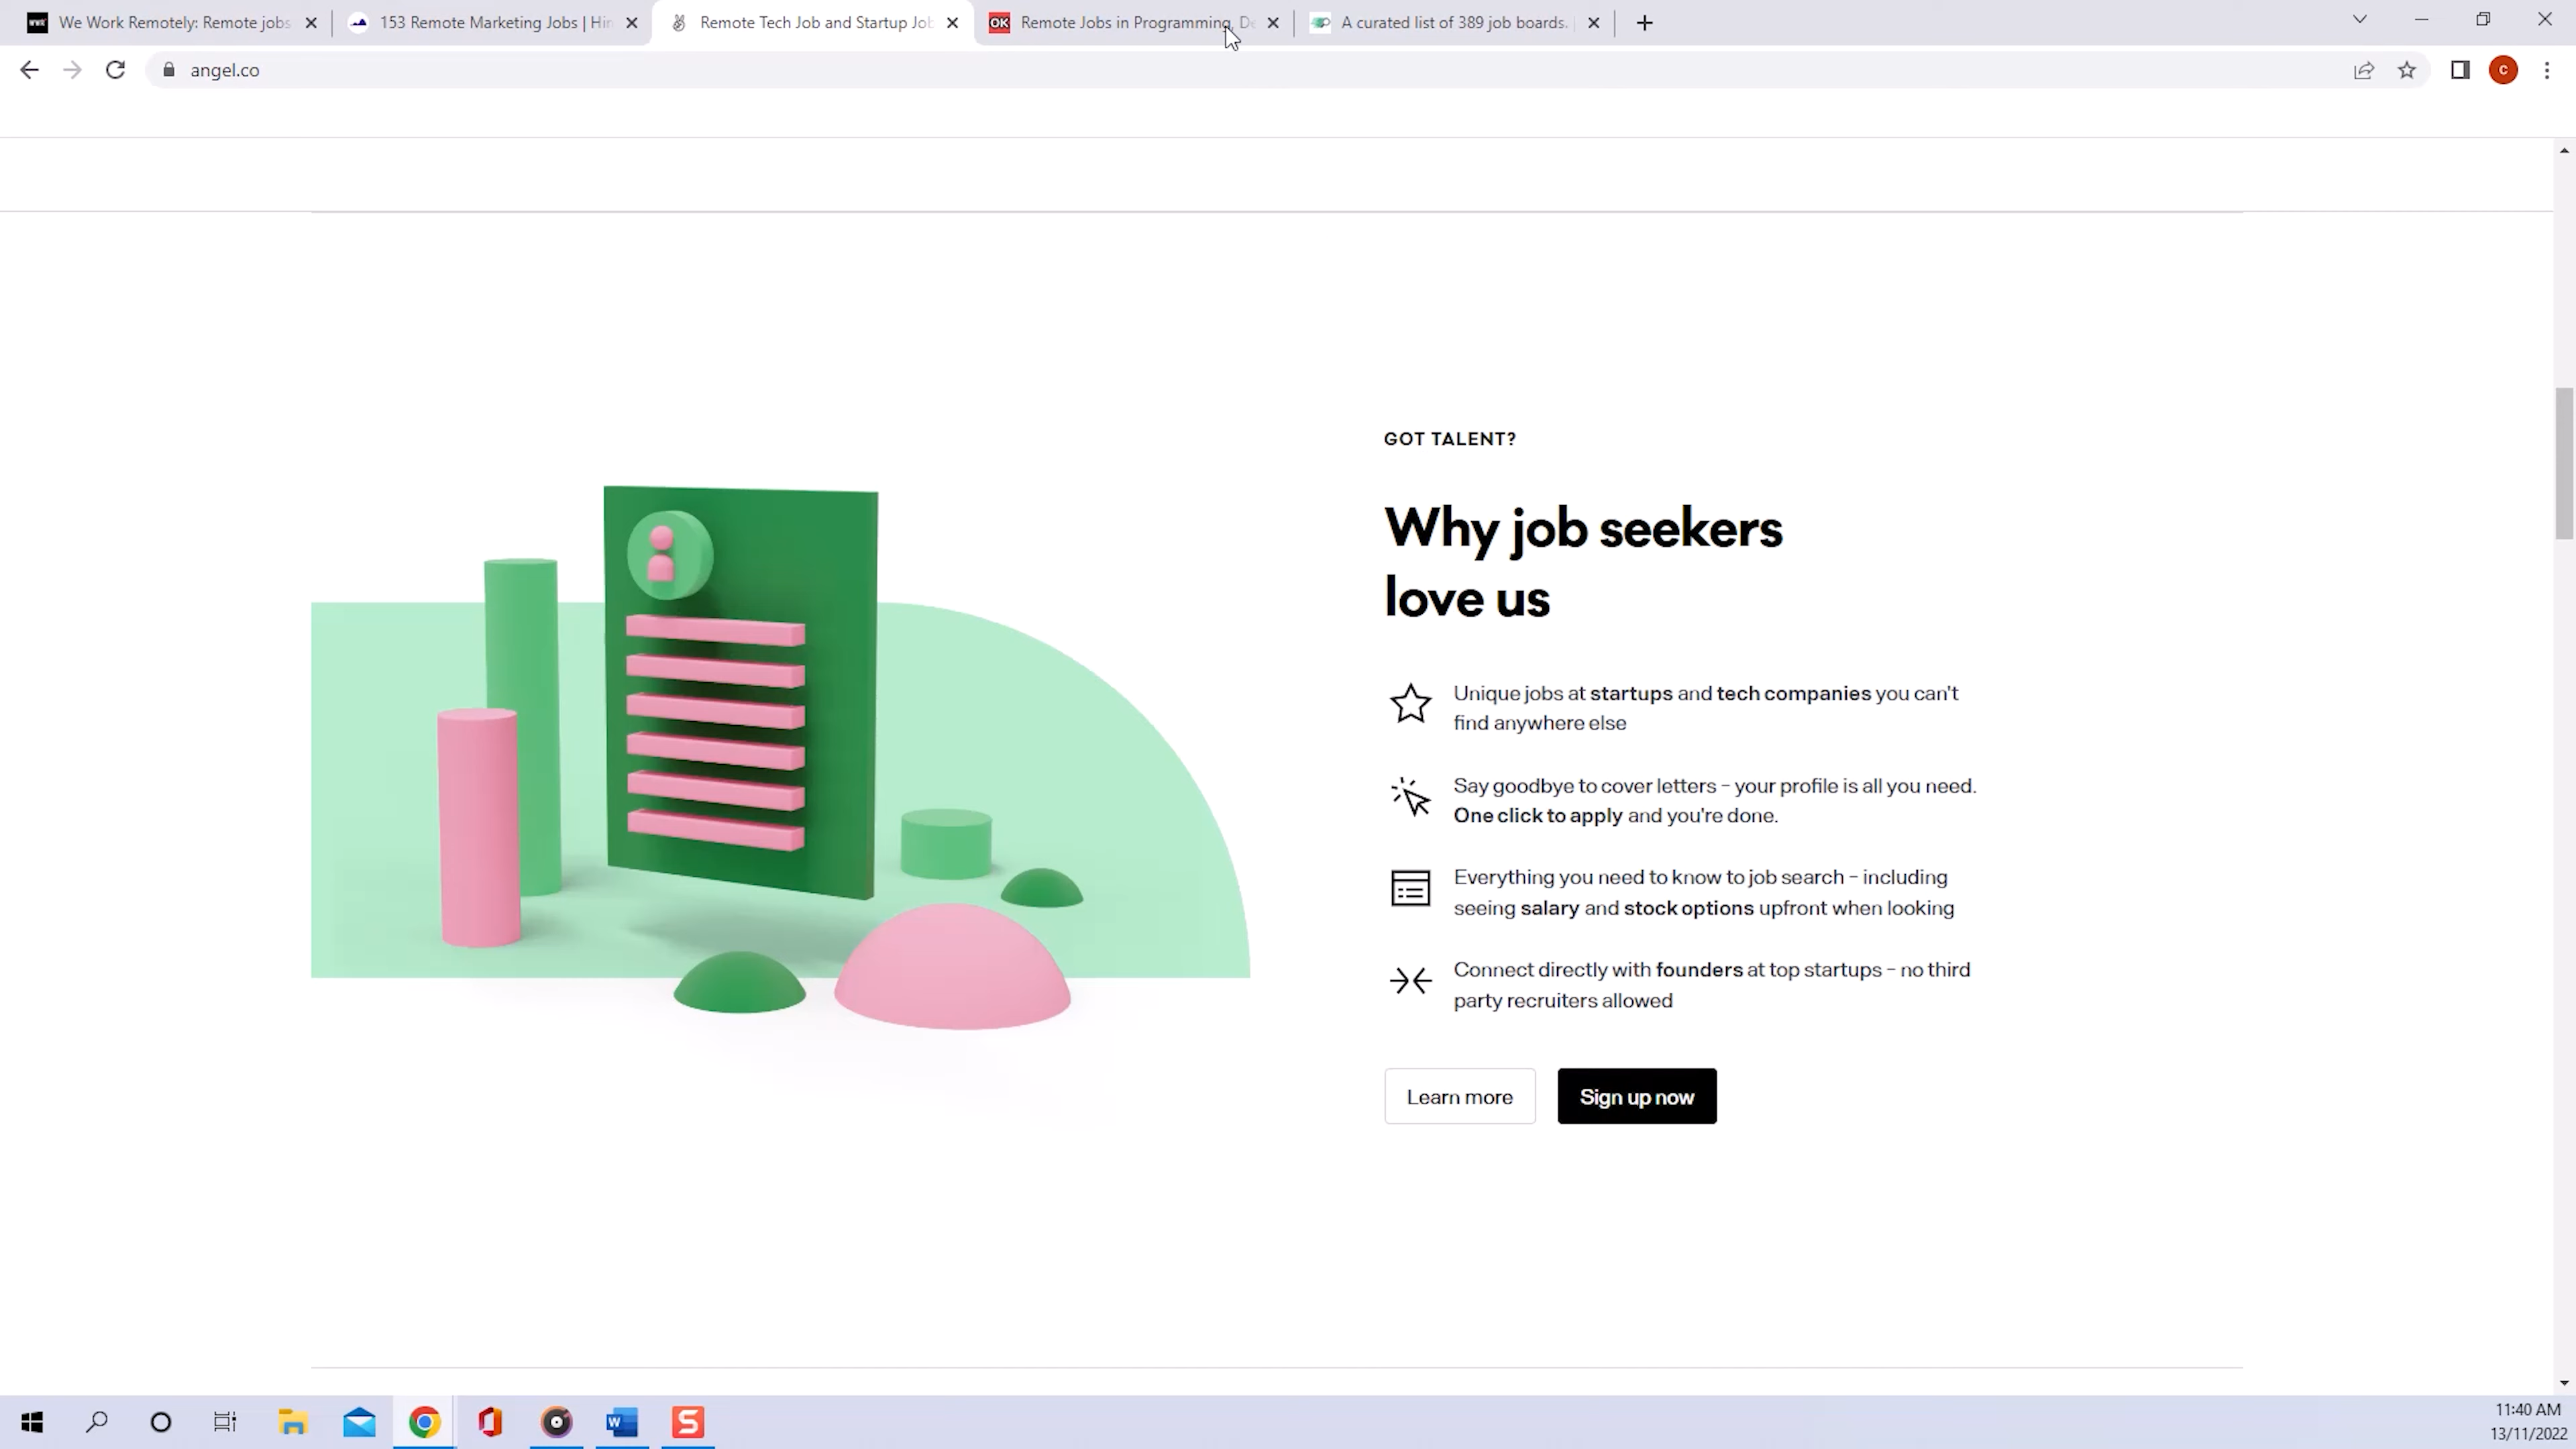 WWR We Work Remotely: Remote jobs
153 Remote Marketing Jobs | Hir
Remote Tech Job and Startup Job
OK Remote Jobs in Programming, De
A curated list of 389 job boards. |
angel.co
C
GOT TALENT?
Why job seekers
love us
Unique jobs at startups and tech companies you can't
find anywhere else
Say goodbye to cover letters - your profile is all you need.
One click to apply and you're done.
Everything you need to know to job search - including
seeing salary and stock options upfront when looking
Connect directly with founders at top startups - no third
party recruiters allowed
Learn more
Sign up now
W
S
11:40 AM
13/11/2022